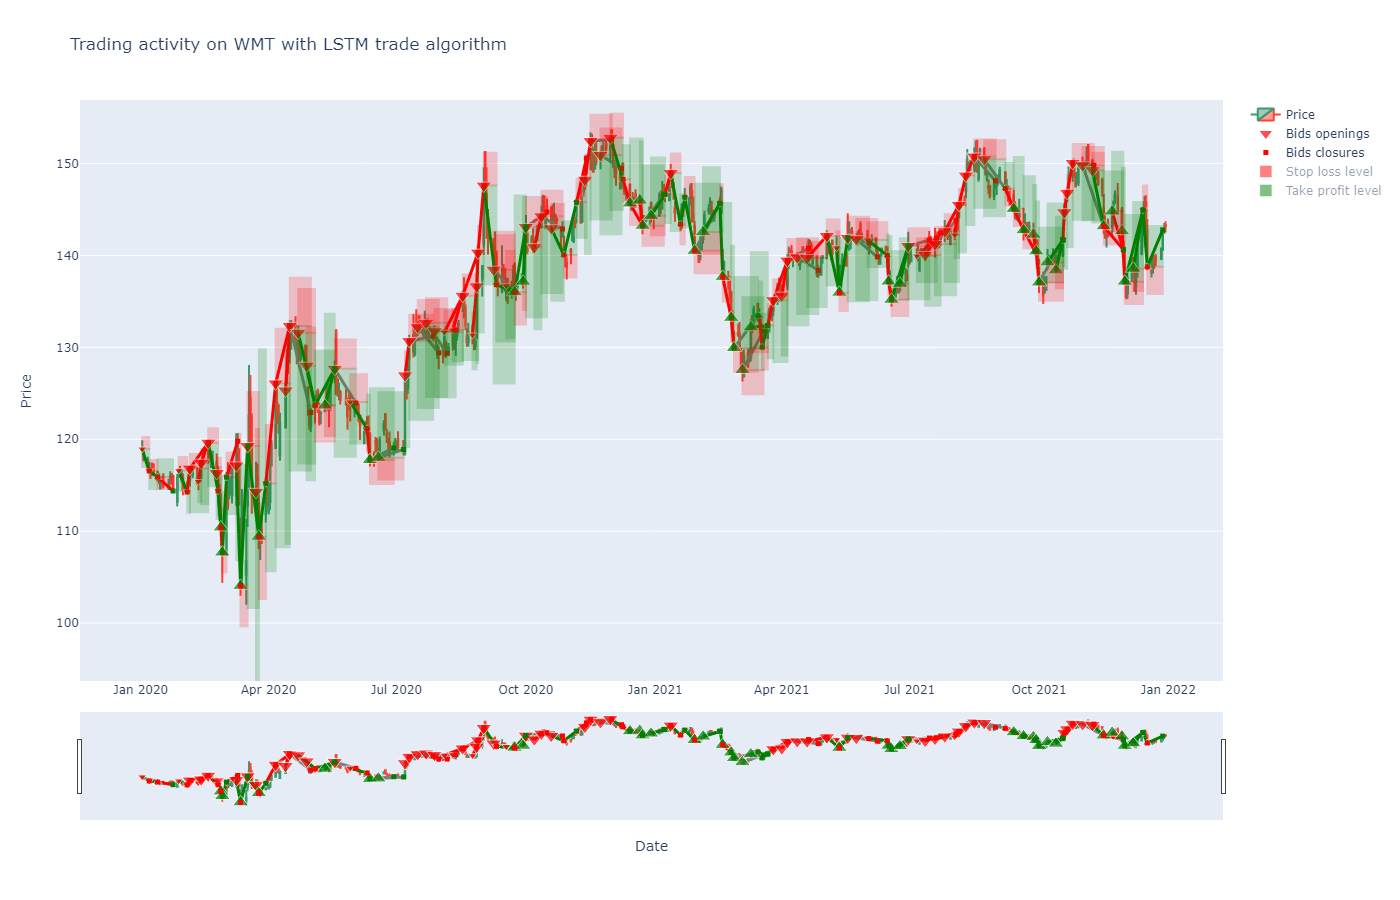 Trading activity on WMT with LSTM trade algorithm
Price
Bids openings
Bids closures
Stop loss level
Take profit level
150
140
130
120
110
100
Price
Jan 2020
Apr 2020
Jul 2020
Oct 2020
Jan 2021
Apr 2021
Jul 2021
Oct 2021
Jan 2022
Date